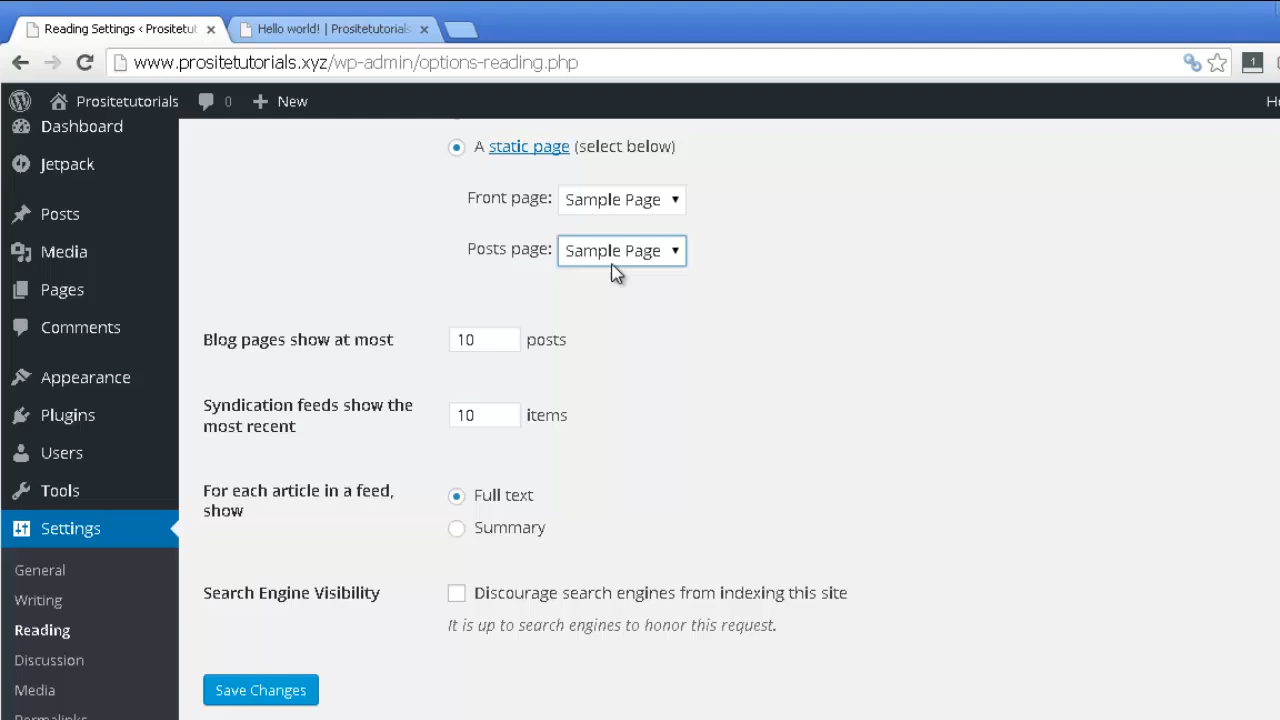 Reading Settings ‹ Prositetut
Hello world! | Prositetutorials
www.prositetutorials.xyz/wp-admin/options-reading.php
1
Prositetutorials
0
New
Dashboard
Jetpack
Posts
Media
Pages
Comments
Appearance
Plugins
Users
Tools
Settings
General
Writing
Reading
Discussion
Media
Permalinks
A static page (select below)
Front page: Sample Page
Posts page: Sample Page
Blog pages show at most 10 posts
Syndication feeds show the
most recent
10 items
For each article in a feed,
show
Full text
Summary
Search Engine Visibility
Discourage search engines from indexing this site
It is up to search engines to honor this request.
Save Changes